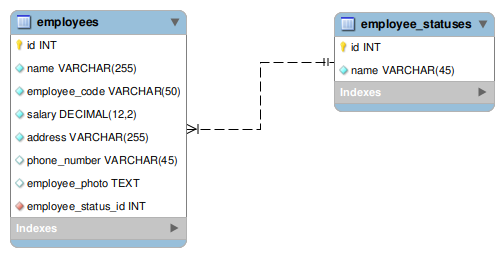 employees
id INT
name VARCHAR(255)
employee_code VARCHAR(50)
salary DECIMAL(12,2)
address VARCHAR(255)
phone_number VARCHAR(45)
employee_photo TEXT
employee_status_id INT
Indexes
employee_statuses
id INT
name VARCHAR(45)
Indexes